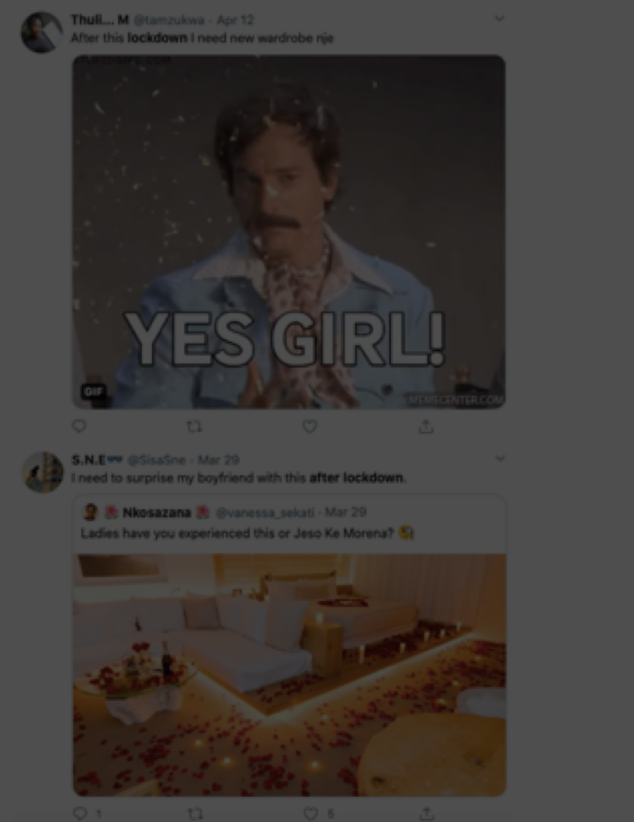 Thuli... M @tamzukwa · Apr 12
After this lockdown I need new wardrobe nje
YES GIRL!
GIF
MEMECENTER.COM
S.N.E @SisaSne · Mar 29
I need to surprise my boyfriend with this after lockdown.
Nkosazana @vanessa_sekati · Mar 29
Ladies have you experienced this or Jeso Ke Morena?
1
5